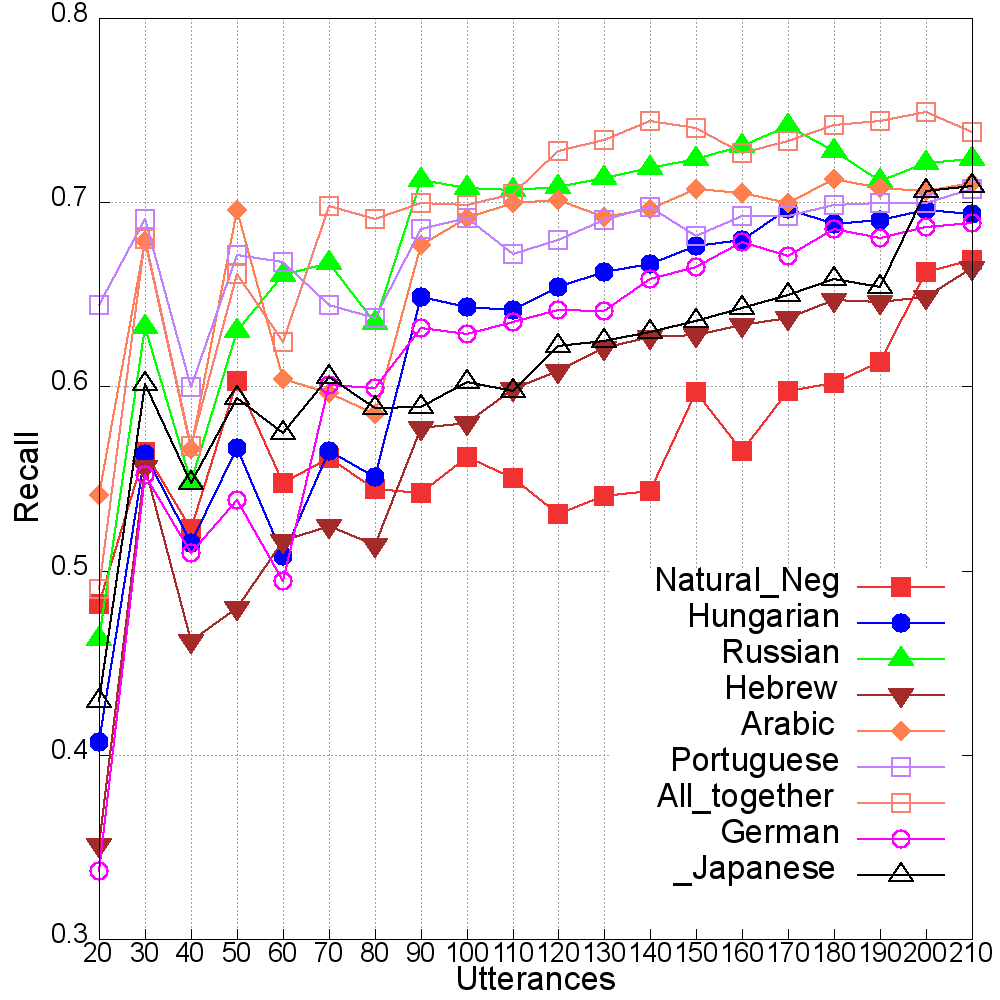 0.8
0.7
0.6
0.5
0.4
0.3
Recall
Natural_Neg
Hungarian
Russian
Hebrew
Arabic
Portuguese
All_together
German
_Japanese
20 30 40 50 60 70 80 90 100 110 120 130 140 150 160 170 180 190 200 210
Utterances